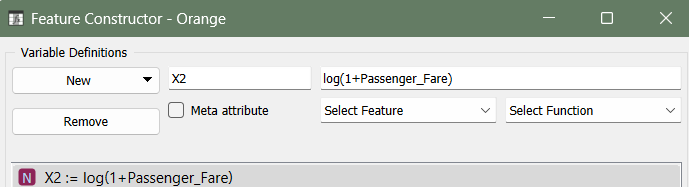 Feature Constructor - Orange
Variable Definitions
New X2 log(1+Passenger_Fare)
Remove Meta attribute Select Feature Select Function
N X2 := log(1+Passenger_Fare)